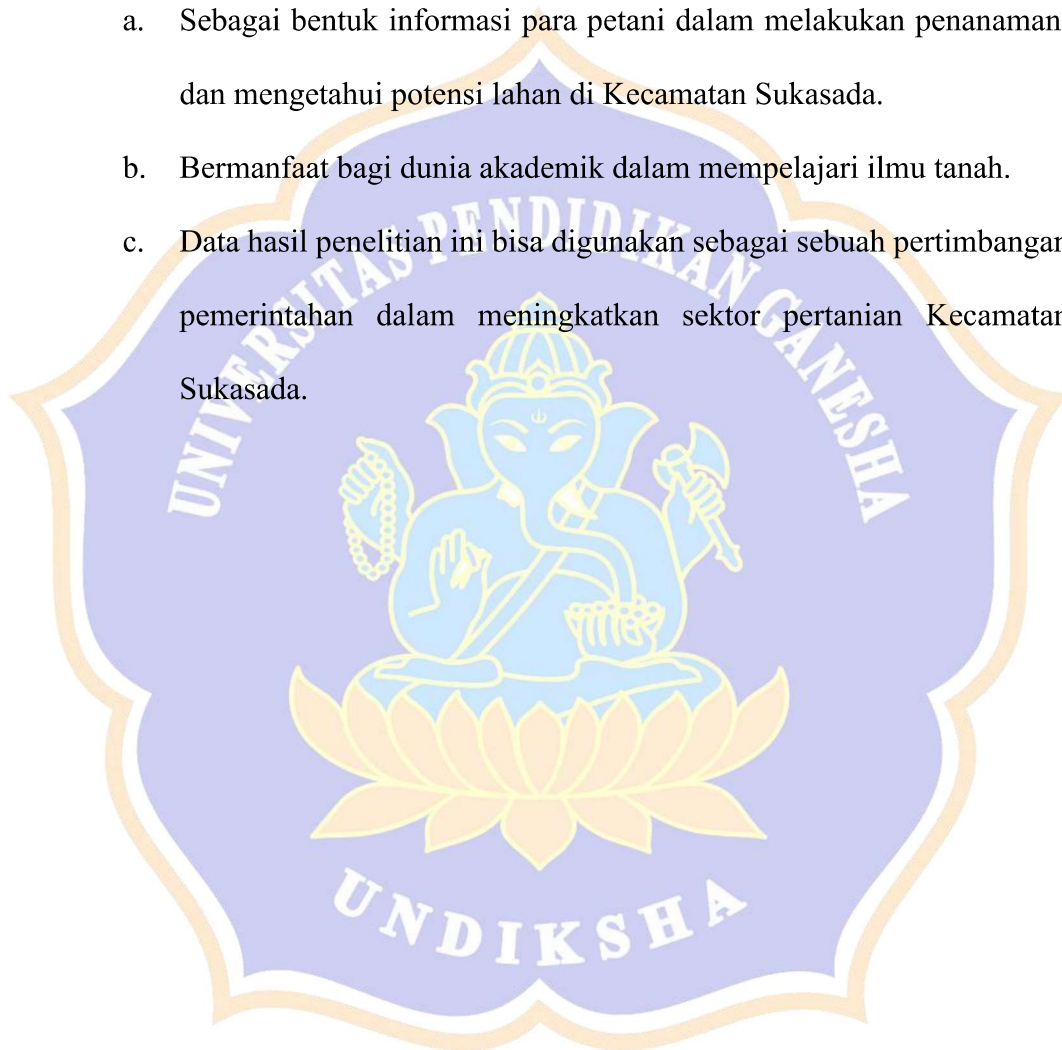 a. Sebagai bentuk informasi para petani dalam melakukan penanaman
dan mengetahui potensi lahan di Kecamatan Sukasada.
b. Bermanfaat bagi dunia akademik dalam mempelajari ilmu tanah.
c. Data hasil penelitian ini bisa digunakan sebagai sebuah pertimbangan
pemerintahan dalam meningkatkan sektor pertanian Kecamatan
Sukasada.
UNIVERSITAS PENDIDIKAN GANESHA
UNDIKSHA